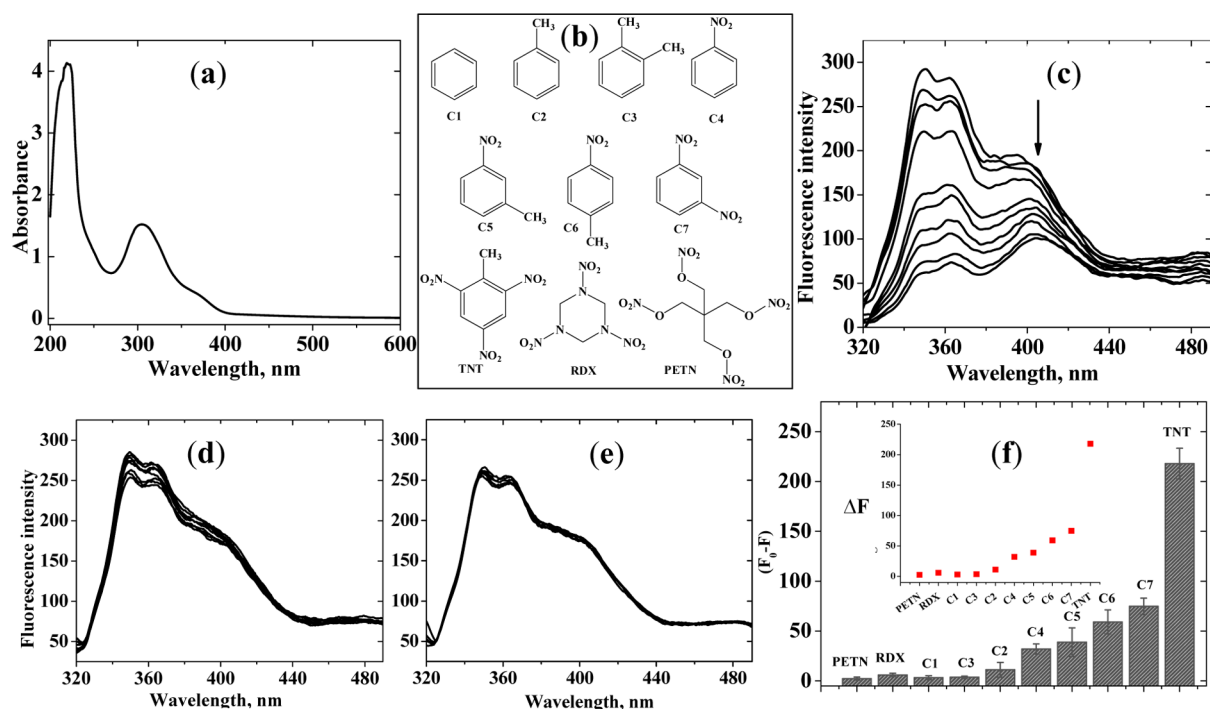 (a)
Absorbance
4
3
2
1
0
200 300 400 500 600
Wavelength, nm
(b)
CH₃
CH₃
CH₃
NO₂
C1
C2
C3
C4
NO₂
NO₂
NO₂
CH₃
CH₃
NO₂
C5
C6
C7
CH₃
O₂N
NO₂
NO₂
TNT
NO₂
N
N
N
NO₂
NO₂
RDX
NO₂
O
NO₂
O
O
NO₂
O
NO₂
PETN
(c)
Fluorescence intensity
300
250
200
150
100
50
0
320 360 400 440 480
Wavelength, nm
(d)
Fluorescence intensity
300
250
200
150
100
50
320 360 400 440 480
Wavelength, nm
(e)
300
250
200
150
100
50
320 360 400 440 480
Wavelength, nm
(f)
(F₀-F)
250
200
150
100
50
0
PETN
RDX
C1
C3
C2
C4
C5
C6
C7
TNT
ΔF
250
200
150
100
50
0
PETN
RDX
C1
C3
C2
C4
C5
C6
C7
TNT